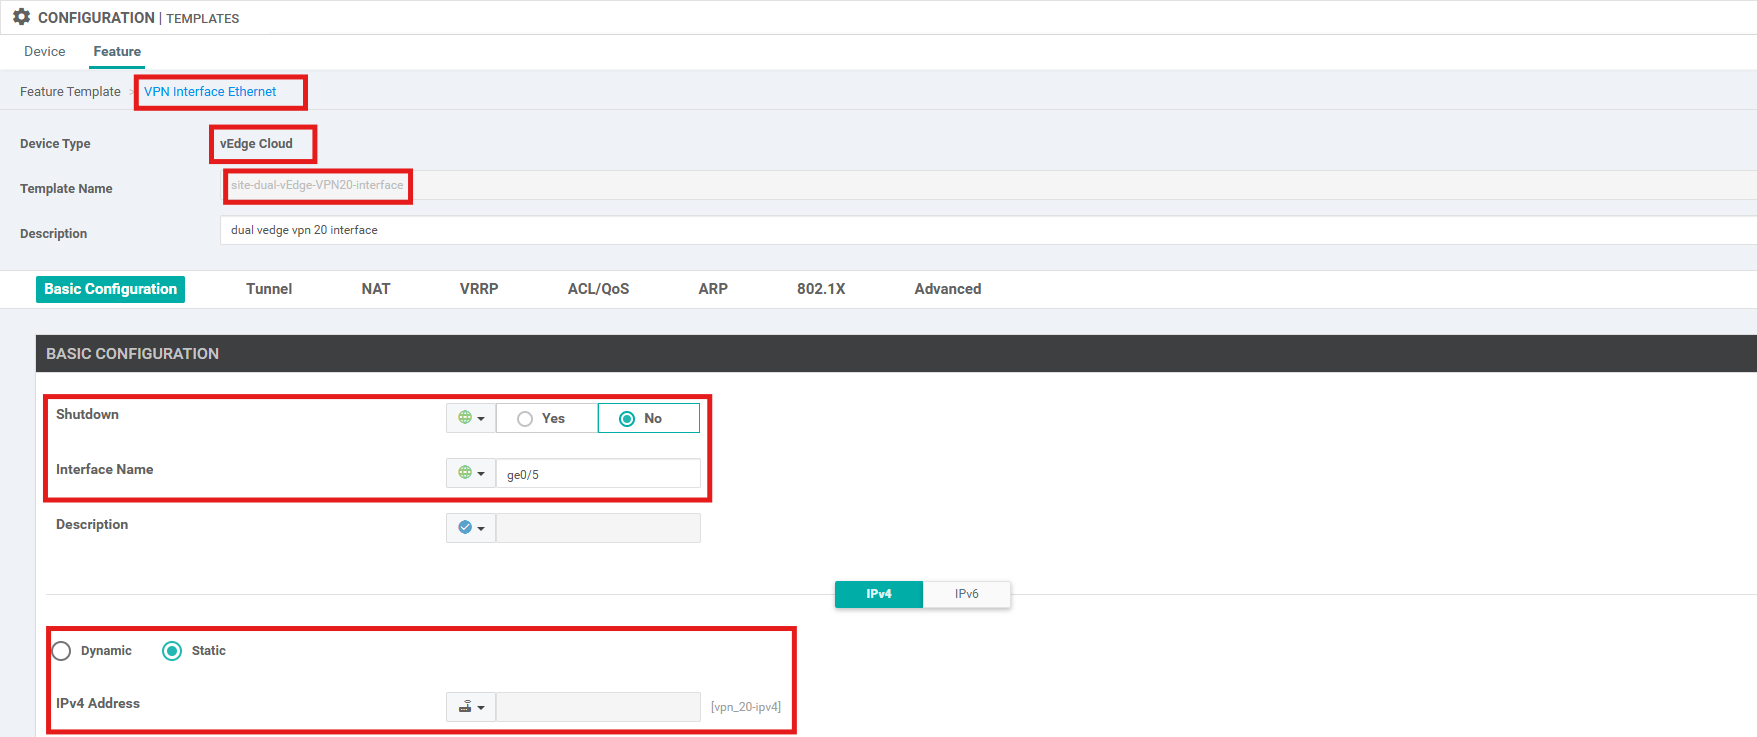 CONFIGURATION | TEMPLATES
Device Feature
Feature Template > VPN Interface Ethernet
Device Type vEdge Cloud
Template Name site-dual-vEdge-VPN20-interface
Description dual vedge vpn 20 interface
Basic Configuration Tunnel NAT VRRP ACL/QoS ARP 802.1X Advanced
BASIC CONFIGURATION
Shutdown Yes No
Interface Name ge0/5
Description
IPv4 IPv6
Dynamic Static
IPv4 Address [vpn_20-ipv4]